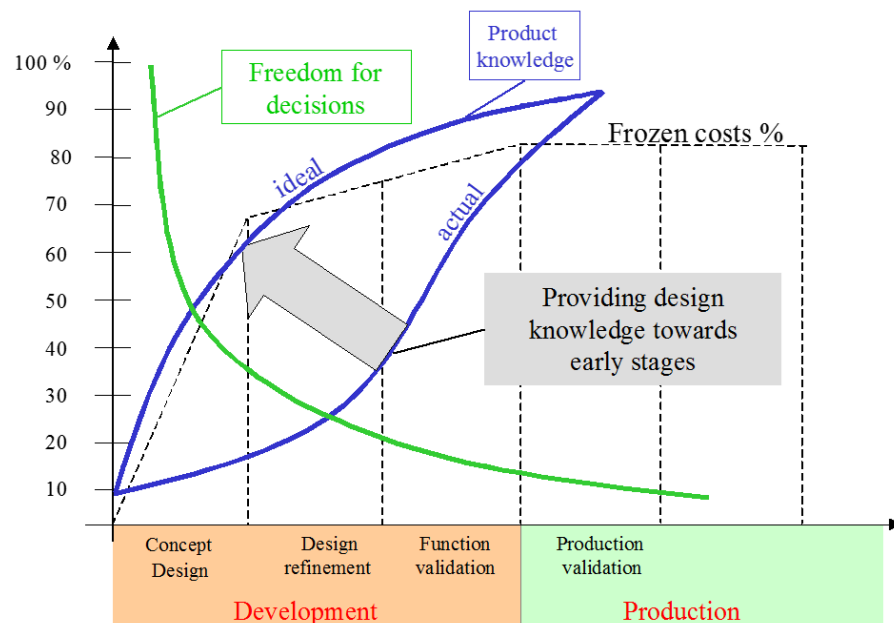 Product
knowledge
100 %
Freedom for
decisions
90
Frozen costs %
80
ideal
70
actual
60
50
Providing design
knowledge towards
early stages
40
30
20
10
Concept
Design
Design
refinement
Function
validation
Production
validation
Development
Production